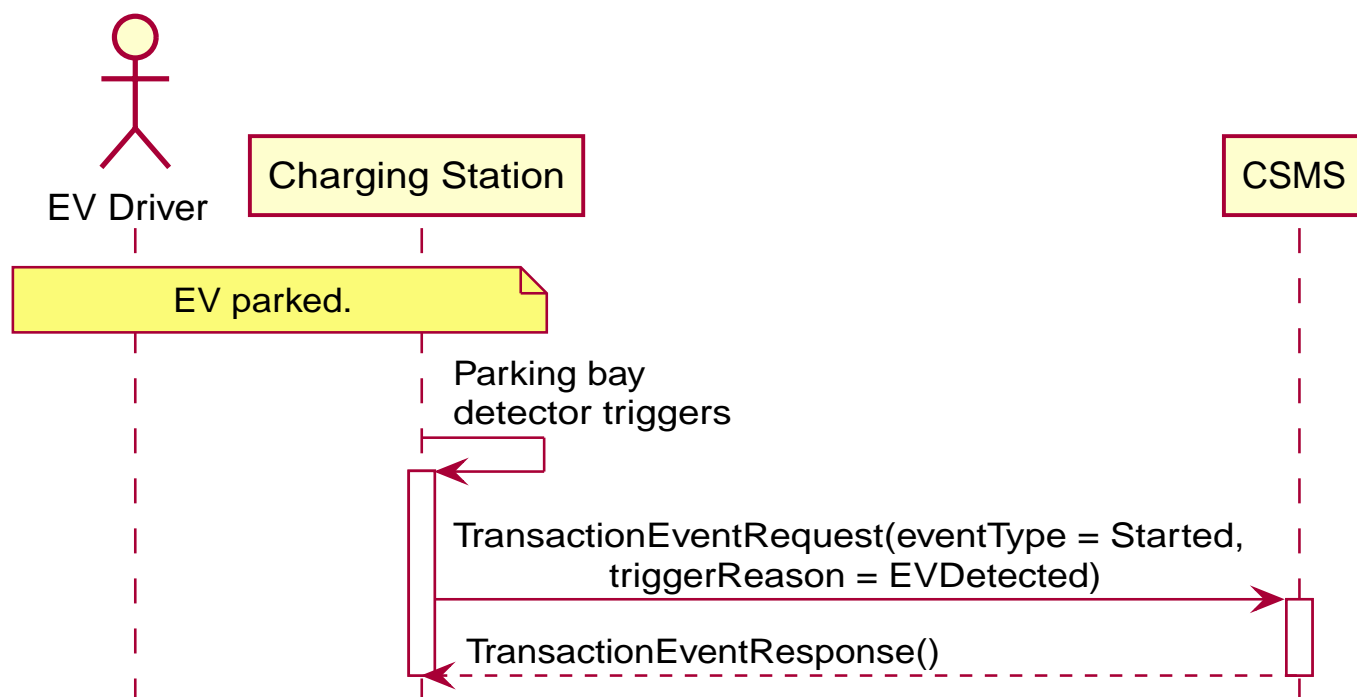 EV Driver
Charging Station
CSMS
EV parked.
Parking bay
detector triggers
TransactionEventRequest(eventType = Started,
triggerReason = EVDetected)
TransactionEventResponse()